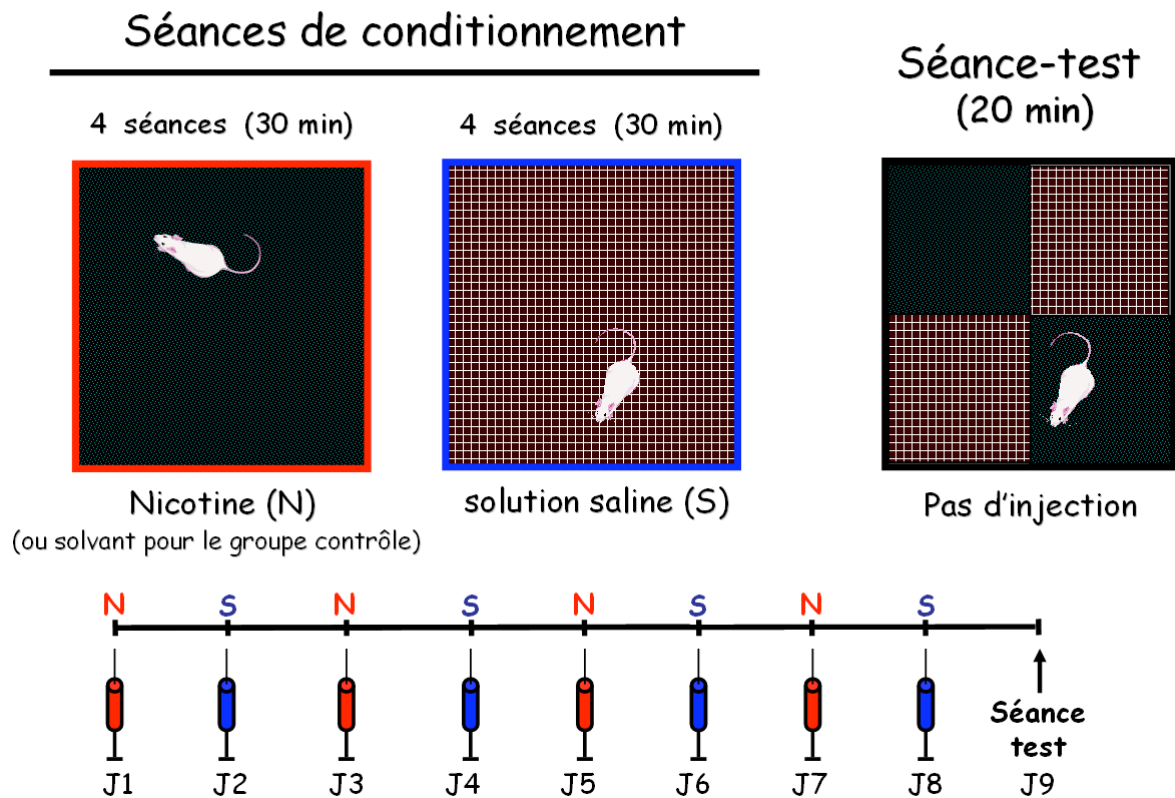 Séances de conditionnement
4 séances (30 min)
4 séances (30 min)
Séance-test
(20 min)
Nicotine (N)
(ou solvant pour le groupe contrôle)
solution saline (S)
Pas d'injection
N S N S N S N S
Séance
test
J1 J2 J3 J4 J5 J6 J7 J8 J9